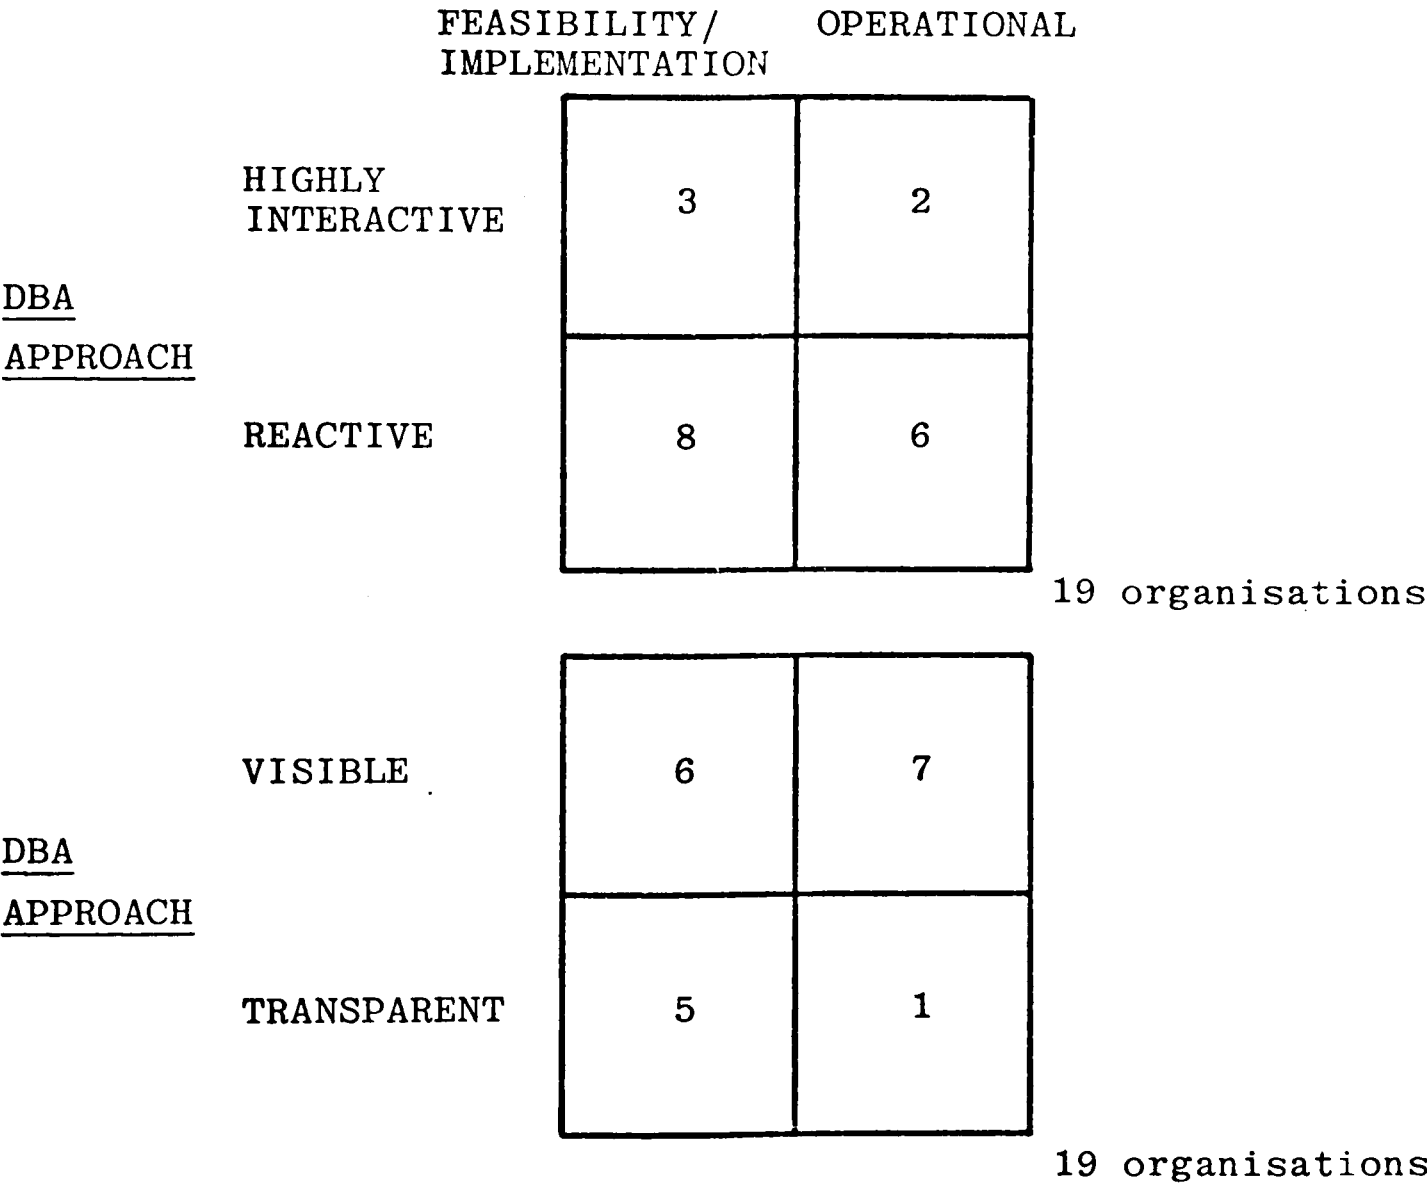 FEASIBILITY/ OPERATIONAL
IMPLEMENTATION
HIGHLY
INTERACTIVE
3 2
DBA
APPROACH
REACTIVE
8 6
19 organisations
VISIBLE
6 7
DBA
APPROACH
TRANSPARENT
5 1
19 organisations